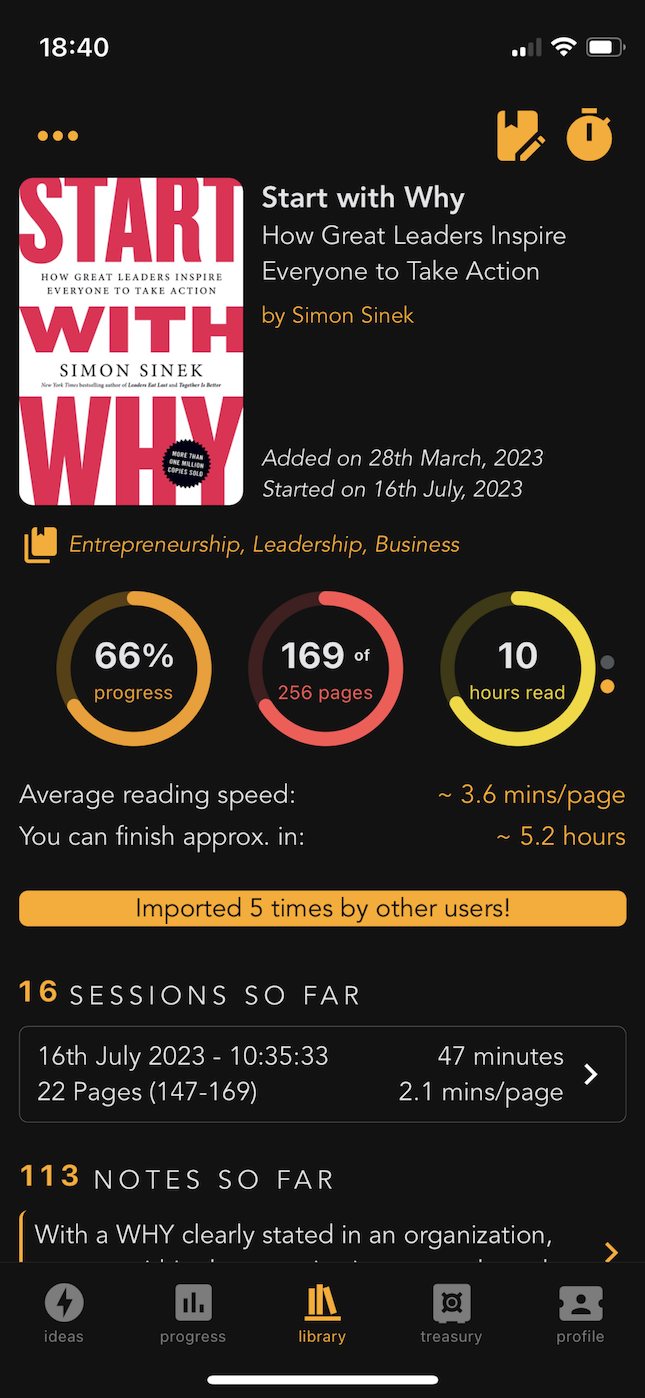 18:40
START
HOW GREAT LEADERS INSPIRE
EVERYONE TO TAKE ACTION
WITH
SIMON SINEK
New York Times bestselling author of Leaders Eat Last and Together Is Better
WHY
MORE THAN
ONE MILLION
COPIES SOLD
Start with Why
How Great Leaders Inspire
Everyone to Take Action
by Simon Sinek
Added on 28th March, 2023
Started on 16th July, 2023
Entrepreneurship, Leadership, Business
66%
progress
169 of
256 pages
10
hours read
Average reading speed: ~ 3.6 mins/page
You can finish approx. in: ~ 5.2 hours
Imported 5 times by other users!
16 SESSIONS SO FAR
16th July 2023 - 10:35:33 47 minutes
22 Pages (147-169) 2.1 mins/page
113 NOTES SO FAR
With a WHY clearly stated in an organization,
ideas
progress
library
treasury
profile